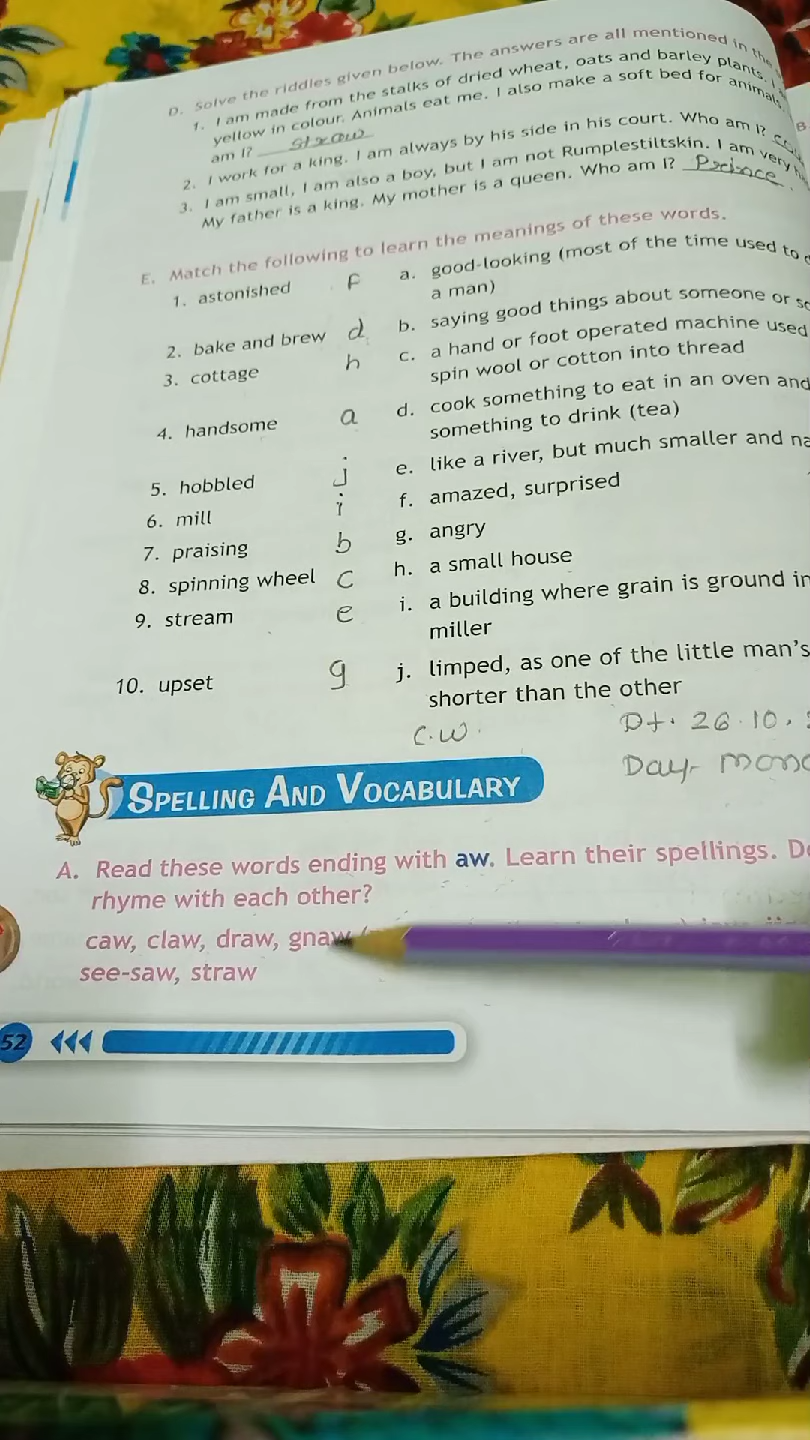 D. Solve the riddles given below. The answers are all mentioned in the
1. I am made from the stalks of dried wheat, oats and barley plants. I
yellow in colour. Animals eat me. I also make a soft bed for animals
am I? straw
2. I work for a king. I am always by his side in his court. Who am I?
3. I am small, I am also a boy, but I am not Rumplestiltskin. I am very
My father is a king. My mother is a queen. Who am I? Prince
E. Match the following to learn the meanings of these words.
1. astonished f a. good-looking (most of the time used to
a man)
2. bake and brew d b. saying good things about someone or
3. cottage h c. a hand or foot operated machine used
spin wool or cotton into thread
4. handsome a d. cook something to eat in an oven and
something to drink (tea)
5. hobbled j e. like a river, but much smaller and
6. mill i f. amazed, surprised
7. praising b g. angry
8. spinning wheel c h. a small house
9. stream e i. a building where grain is ground
miller
10. upset g j. limped, as one of the little man's
shorter than the other
C.W. Dt. 26.10.
Day-
SPELLING AND VOCABULARY
A. Read these words ending with aw. Learn their spellings.
rhyme with each other?
caw, claw, draw, gnaw
see-saw, straw
52